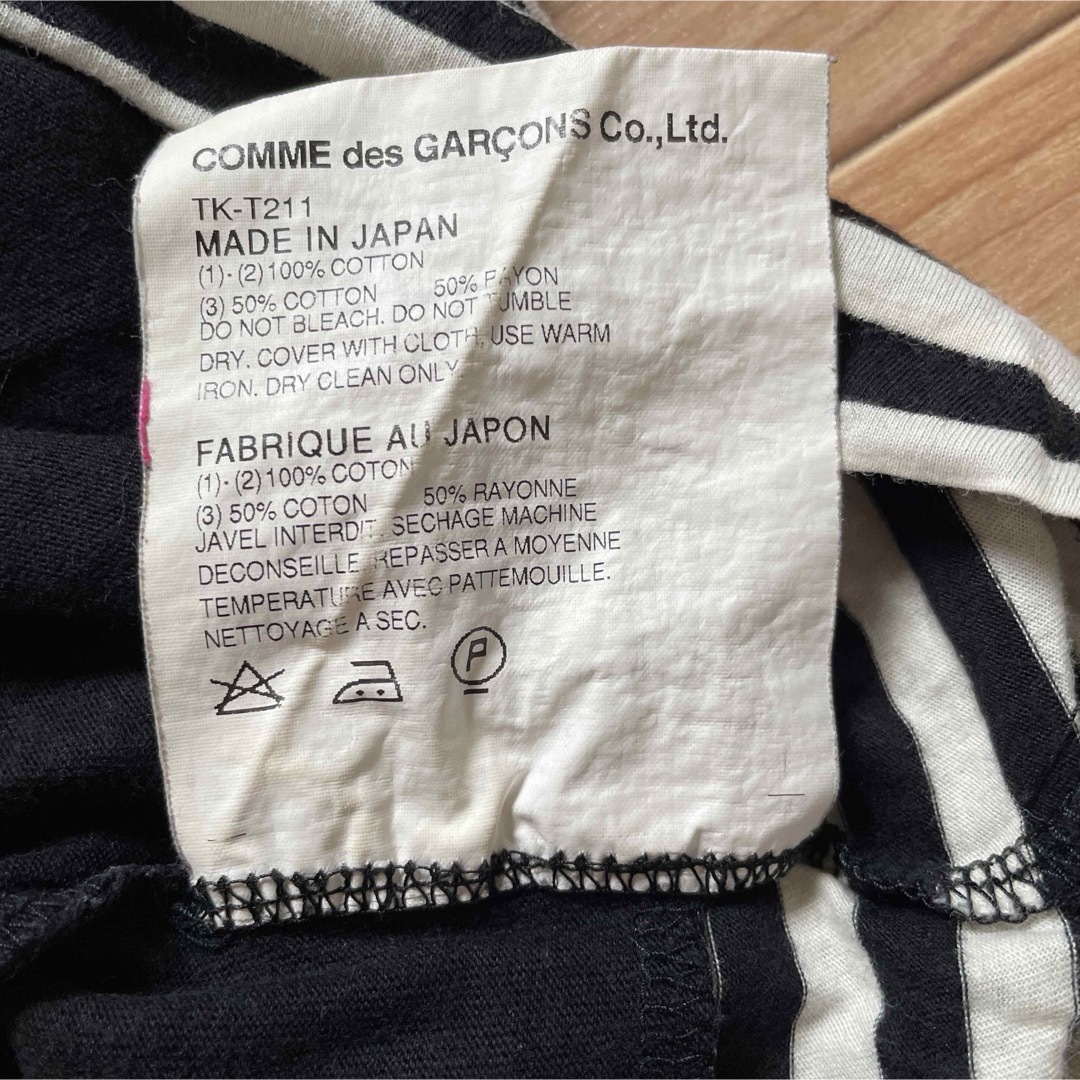 COMME des GARÇONS Co.,Ltd.
TK-T211
MADE IN JAPAN
(1)·(2)100% COTTON
(3) 50% COTTON 50% RAYON
DO NOT BLEACH. DO NOT TUMBLE
DRY. COVER WITH CLOTH, USE WARM
IRON. DRY CLEAN ONLY.
FABRIQUE AU JAPON
(1)·(2)100% COTON
(3) 50% COTON 50% RAYONNE
JAVEL INTERDIT. SECHAGE MACHINE
DECONSEILLE. REPASSER A MOYENNE
TEMPERATURE AVEC PATTEMOUILLE.
NETTOYAGE A SEC.
P